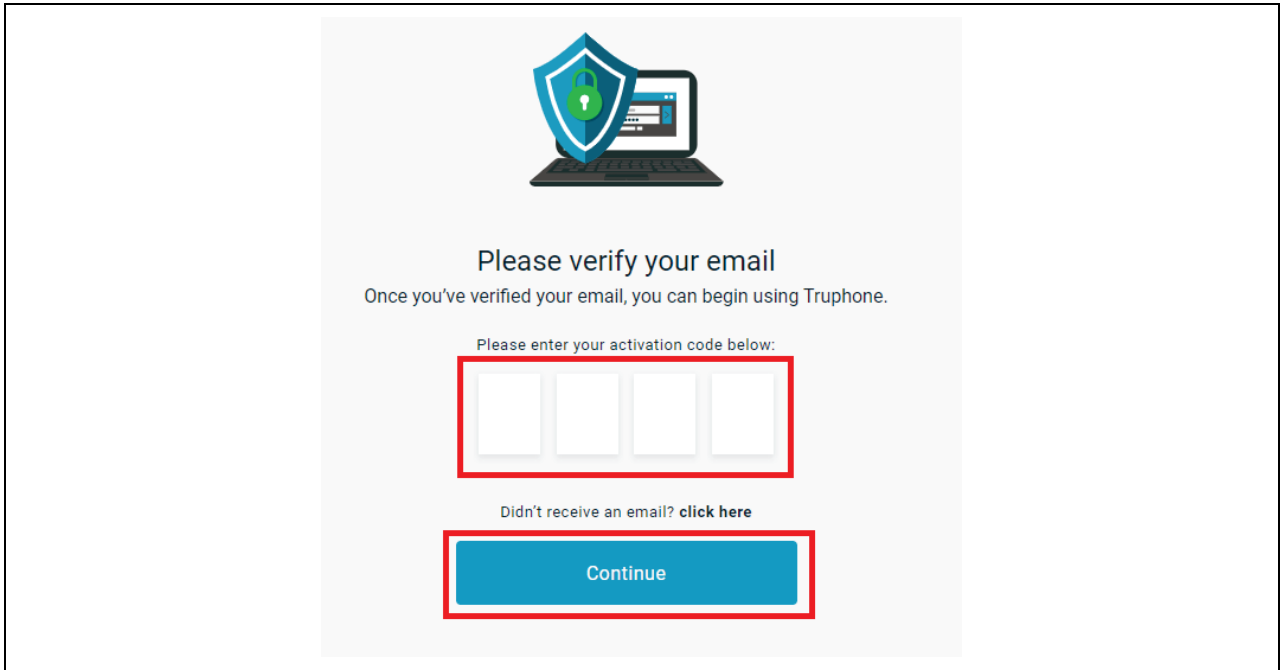 Please verify your email
Once you’ve verified your email, you can begin using Truphone.
Please enter your activation code below:
Didn’t receive an email? click here
Continue